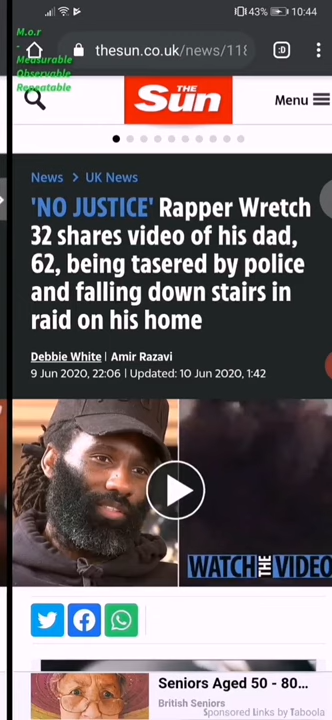 43% 10:44
M.o.r
-
Measurable
Observable
Repeatable
thesun.co.uk/news/118
:D
THE
Sun
Menu
News > UK News
'NO JUSTICE' Rapper Wretch
32 shares video of his dad,
62, being tasered by police
and falling down stairs in
raid on his home
Debbie White | Amir Razavi
9 Jun 2020, 22:06 | Updated: 10 Jun 2020, 1:42
WATCH THE VIDEO
Seniors Aged 50 - 80...
British Seniors
Sponsored Links by Taboola